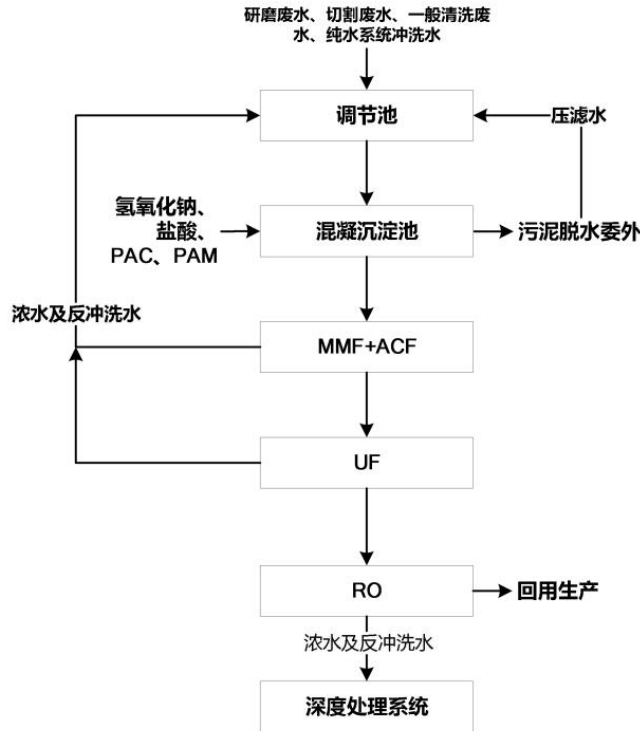 研磨废水、切割废水、一般清洗废
水、纯水系统冲洗水
调节池
压滤水
氢氧化钠、
盐酸、
PAC、PAM
混凝沉淀池
污泥脱水委外
浓水及反冲洗水
MMF+ACF
UF
RO
回用生产
浓水及反冲洗水
深度处理系统